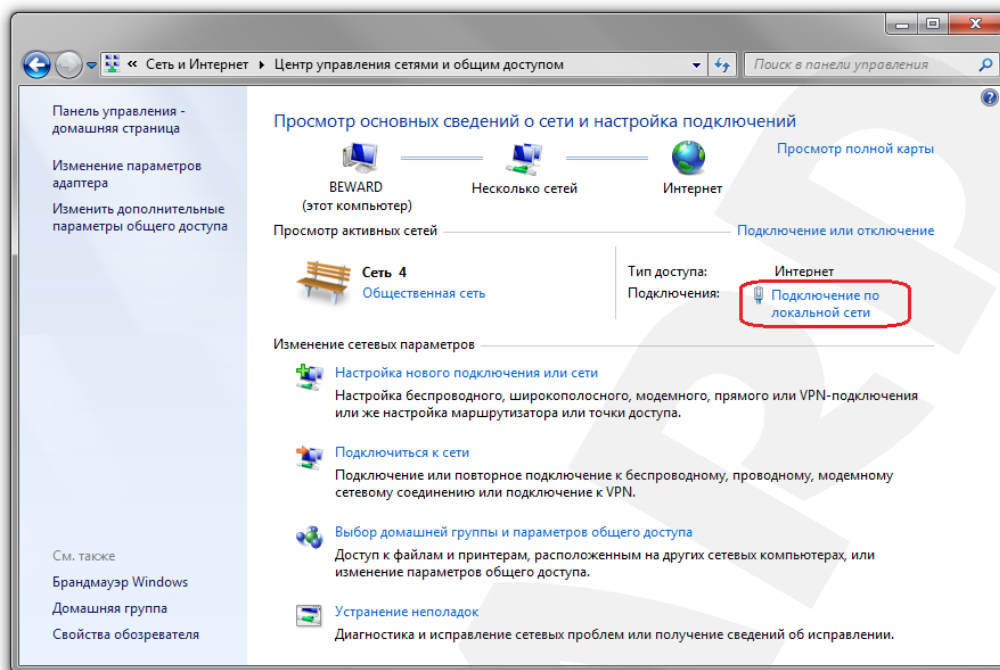 « Сеть и Интернет ▸ Центр управления сетями и общим доступом
Поиск в панели управления
Панель управления -
домашняя страница
Изменение параметров
адаптера
Изменить дополнительные
параметры общего доступа
См. также
Брандмауэр Windows
Домашняя группа
Свойства обозревателя
Просмотр основных сведений о сети и настройка подключений
Просмотр полной карты
BEWARD
(этот компьютер)
Несколько сетей
Интернет
Просмотр активных сетей
Подключение или отключение
Сеть 4
Общественная сеть
Тип доступа: Интернет
Подключения: Подключение по
локальной сети
Изменение сетевых параметров
Настройка нового подключения или сети
Настройка беспроводного, широкополосного, модемного, прямого или VPN-подключения
или же настройка маршрутизатора или точки доступа.
Подключиться к сети
Подключение или повторное подключение к беспроводному, проводному, модемному
сетевому соединению или подключение к VPN.
Выбор домашней группы и параметров общего доступа
Доступ к файлам и принтерам, расположенным на других сетевых компьютерах, или
изменение параметров общего доступа.
Устранение неполадок
Диагностика и исправление сетевых проблем или получение сведений об исправлении.